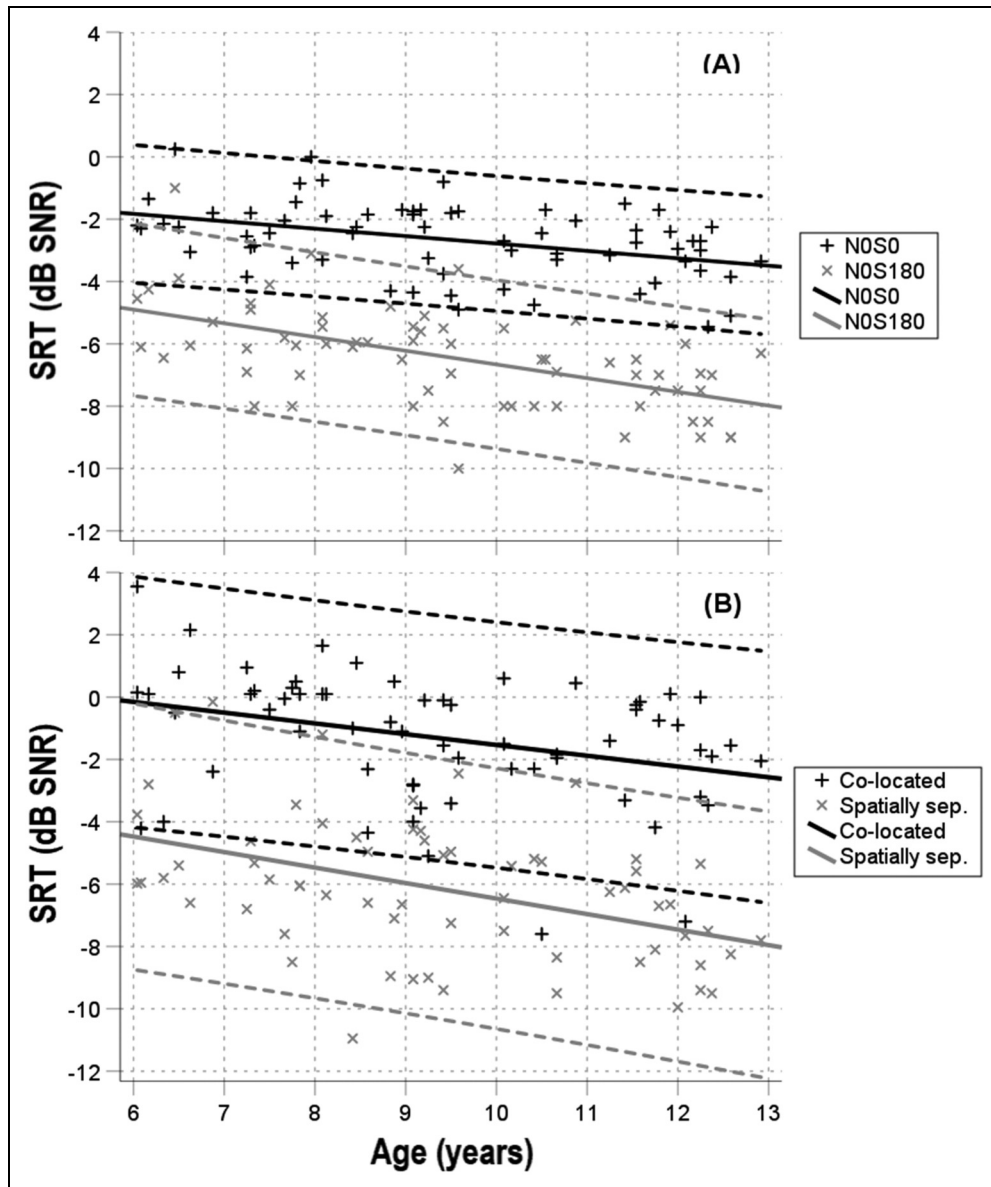 (A)
4
2
0
-2
-4
-6
-8
-10
-12
SRT (dB SNR)
N0S0
N0S180
N0S0
N0S180
(B)
4
2
0
-2
-4
-6
-8
-10
-12
SRT (dB SNR)
Co-located
Spatially sep.
Co-located
Spatially sep.
6 7 8 9 10 11 12 13
Age (years)